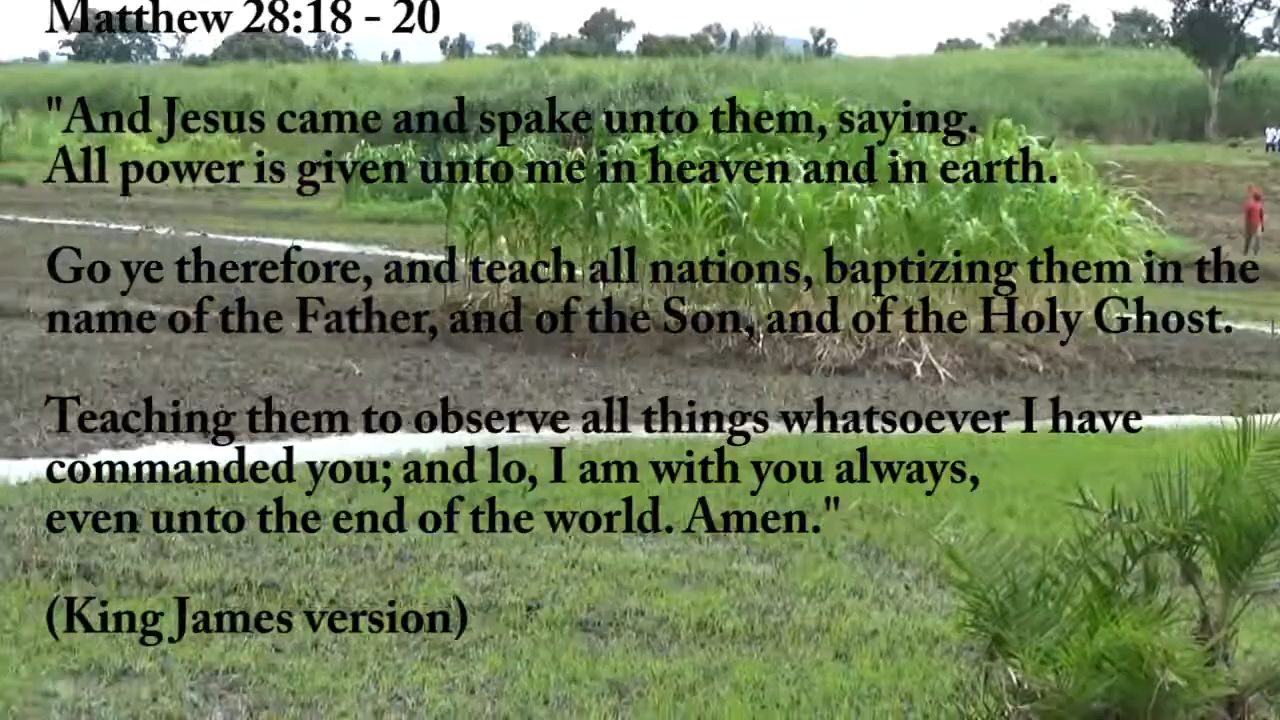 Matthew 28:18 - 20
"And Jesus came and spake unto them, saying.
All power is given unto me in heaven and in earth.
Go ye therefore, and teach all nations, baptizing them in the
name of the Father, and of the Son, and of the Holy Ghost.
Teaching them to observe all things whatsoever I have
commanded you; and lo, I am with you always,
even unto the end of the world. Amen."
(King James version)